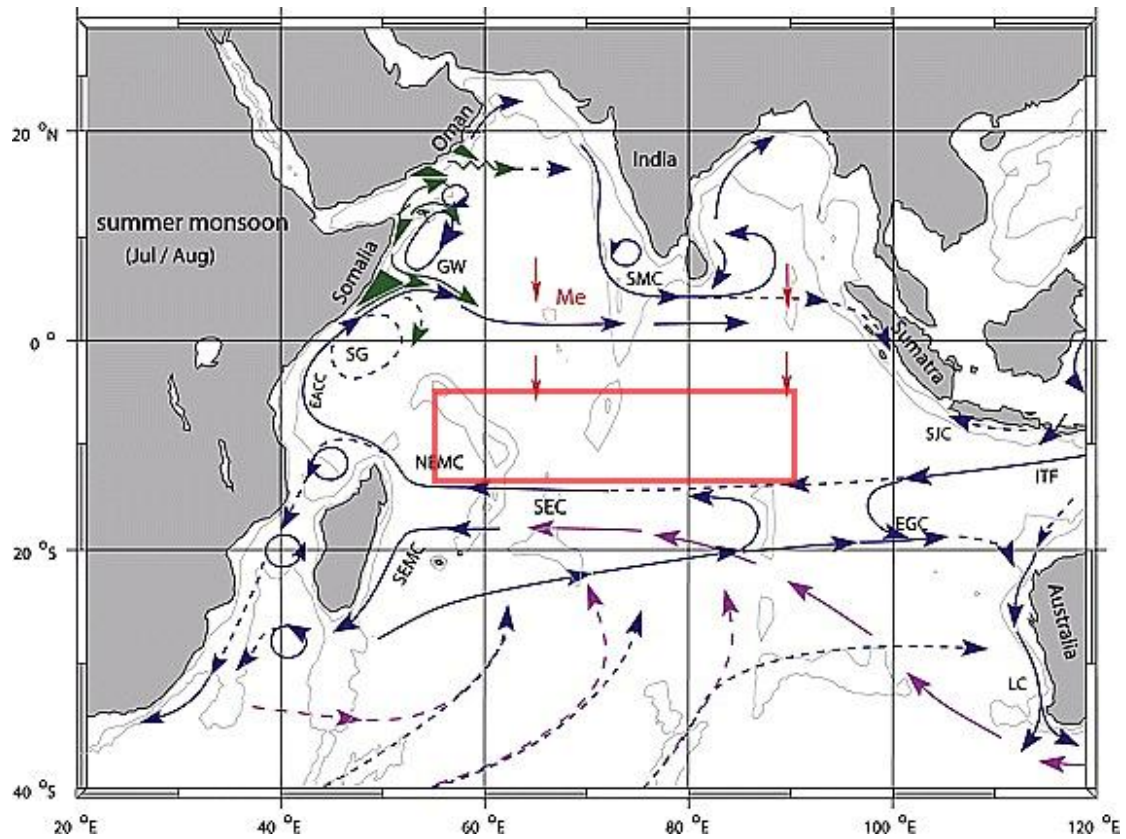 20 °N
Oman
India
summer monsoon
(Jul / Aug)
Somalia
GW
SMC
Me
0 °
SG
Sumatra
EACC
SJC
NEMC
ITF
SEC
EGC
20 °S
SEMC
Australia
LC
40 °S
20 °E
40 °E
60 °E
80 °E
100 °E
120 °E